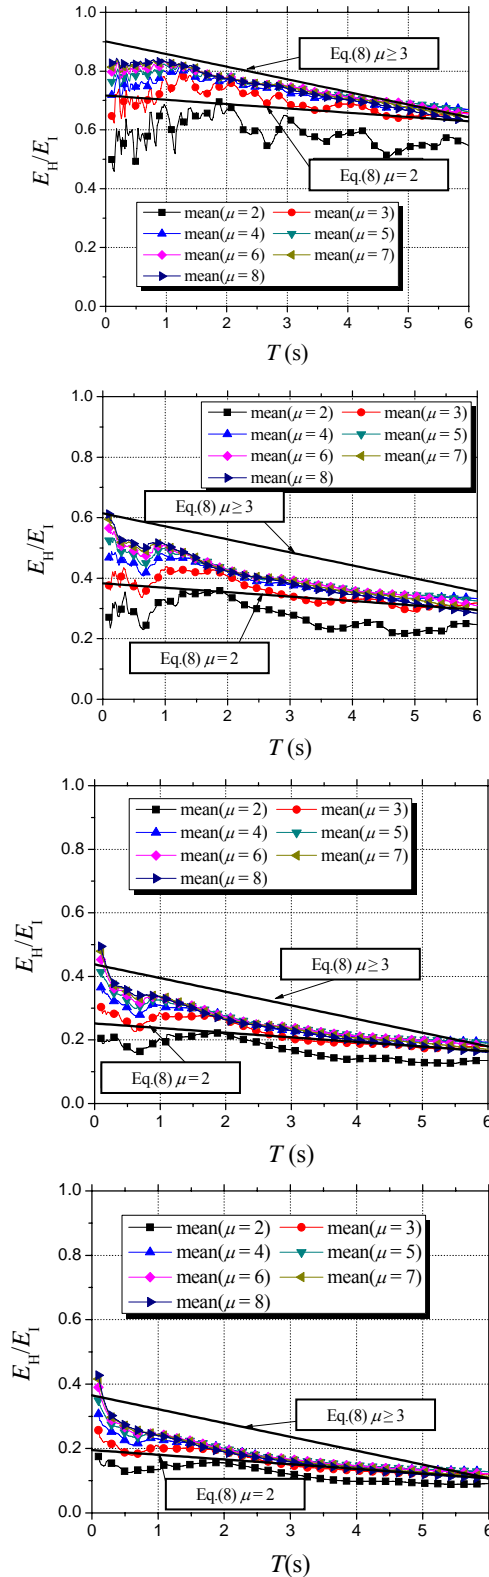 1.0
0.8
0.6
0.4
0.2
0.0
E_H/E_I
Eq.(8) μ ≥ 3
Eq.(8) μ = 2
mean(μ = 2) mean(μ = 3)
mean(μ = 4) mean(μ = 5)
mean(μ = 6) mean(μ = 7)
mean(μ = 8)
0 1 2 3 4 5 6
T (s)
1.0
0.8
0.6
0.4
0.2
0.0
E_H/E_I
mean(μ = 2) mean(μ = 3)
mean(μ = 4) mean(μ = 5)
mean(μ = 6) mean(μ = 7)
mean(μ = 8)
Eq.(8) μ ≥ 3
Eq.(8) μ = 2
0 1 2 3 4 5 6
T (s)
1.0
0.8
0.6
0.4
0.2
0.0
E_H/E_I
mean(μ = 2) mean(μ = 3)
mean(μ = 4) mean(μ = 5)
mean(μ = 6) mean(μ = 7)
mean(μ = 8)
Eq.(8) μ ≥ 3
Eq.(8) μ = 2
0 1 2 3 4 5 6
T (s)
1.0
0.8
0.6
0.4
0.2
0.0
E_H/E_I
mean(μ = 2) mean(μ = 3)
mean(μ = 4) mean(μ = 5)
mean(μ = 6) mean(μ = 7)
mean(μ = 8)
Eq.(8) μ ≥ 3
Eq.(8) μ = 2
0 1 2 3 4 5 6
T(s)